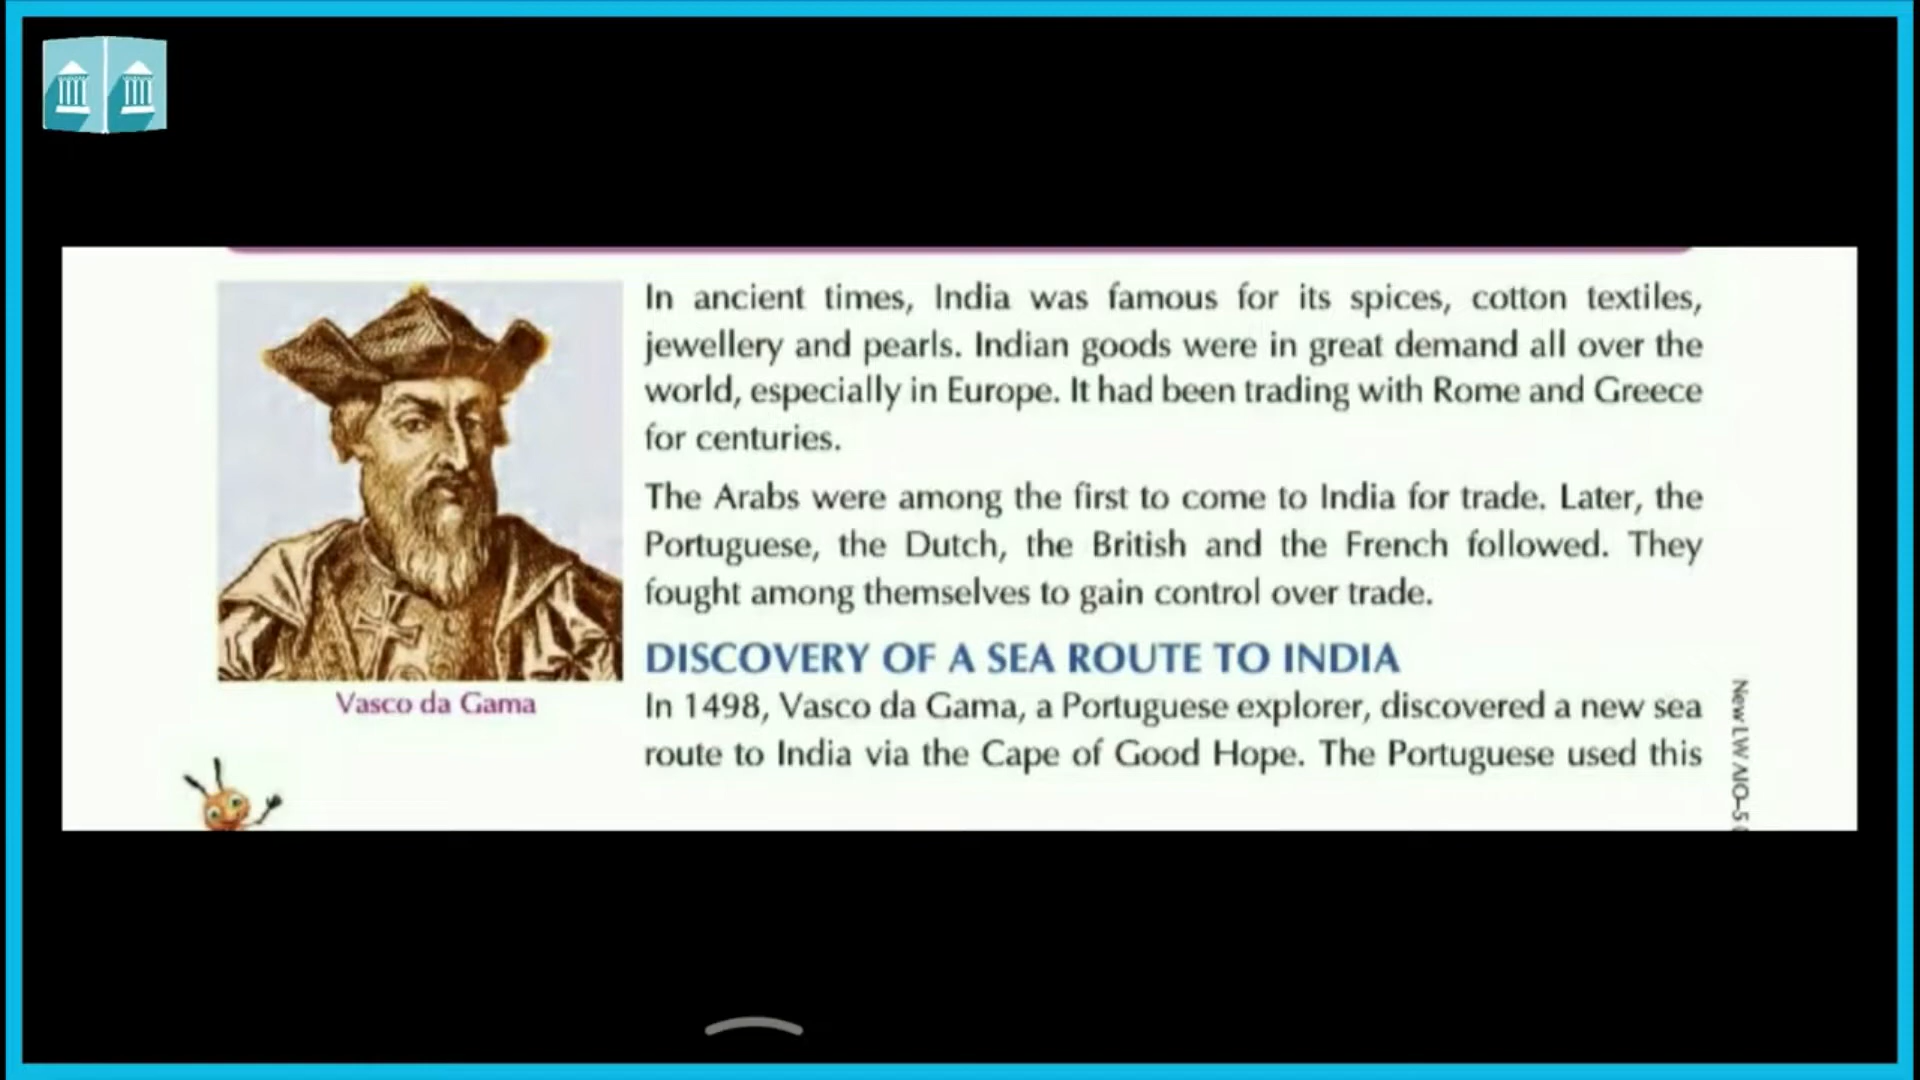 In ancient times, India was famous for its spices, cotton textiles,
jewellery and pearls. Indian goods were in great demand all over the
world, especially in Europe. It had been trading with Rome and Greece
for centuries.
The Arabs were among the first to come to India for trade. Later, the
Portuguese, the Dutch, the British and the French followed. They
fought among themselves to gain control over trade.
DISCOVERY OF A SEA ROUTE TO INDIA
In 1498, Vasco da Gama, a Portuguese explorer, discovered a new sea
route to India via the Cape of Good Hope. The Portuguese used this
Vasco da Gama
New LW AIO-5